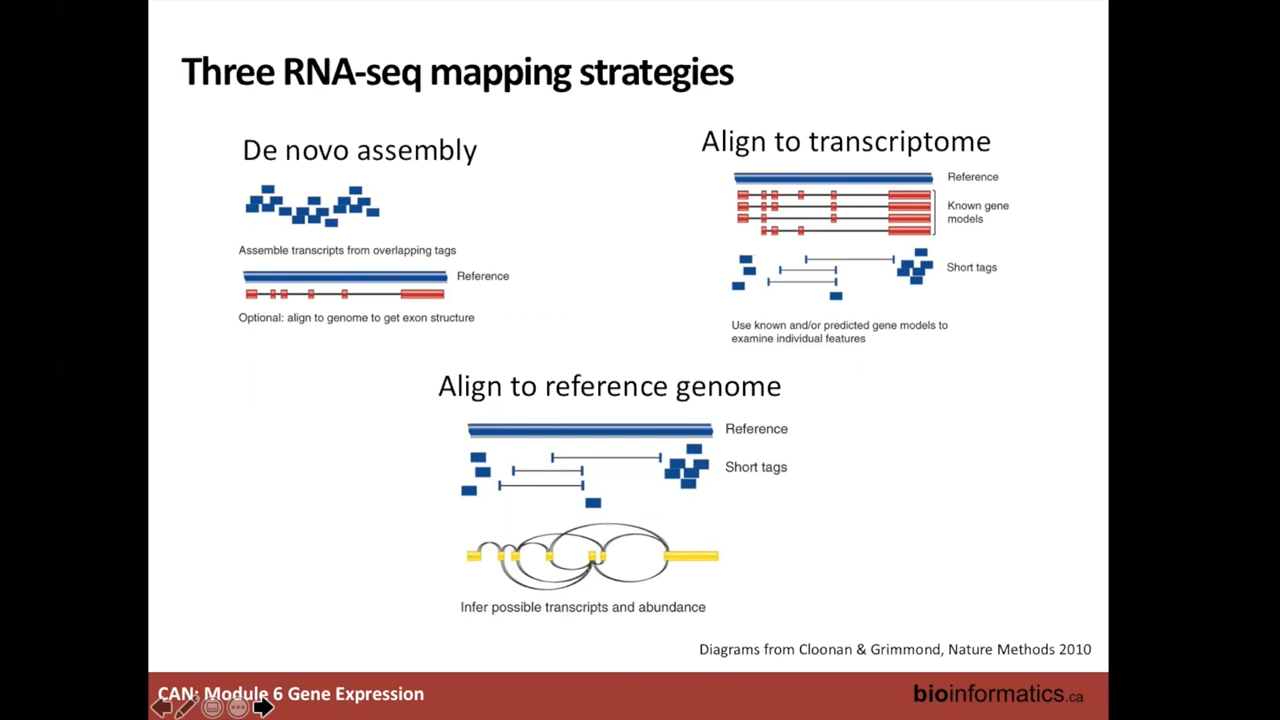 Three RNA-seq mapping strategies
De novo assembly
Assemble transcripts from overlapping tags
Reference
Optional: align to genome to get exon structure
Align to transcriptome
Reference
Known gene
models
Short tags
Use known and/or predicted gene models to
examine individual features
Align to reference genome
Reference
Short tags
Infer possible transcripts and abundance
Diagrams from Cloonan & Grimmond, Nature Methods 2010
CAN: Module 6 Gene Expression
bioinformatics.ca